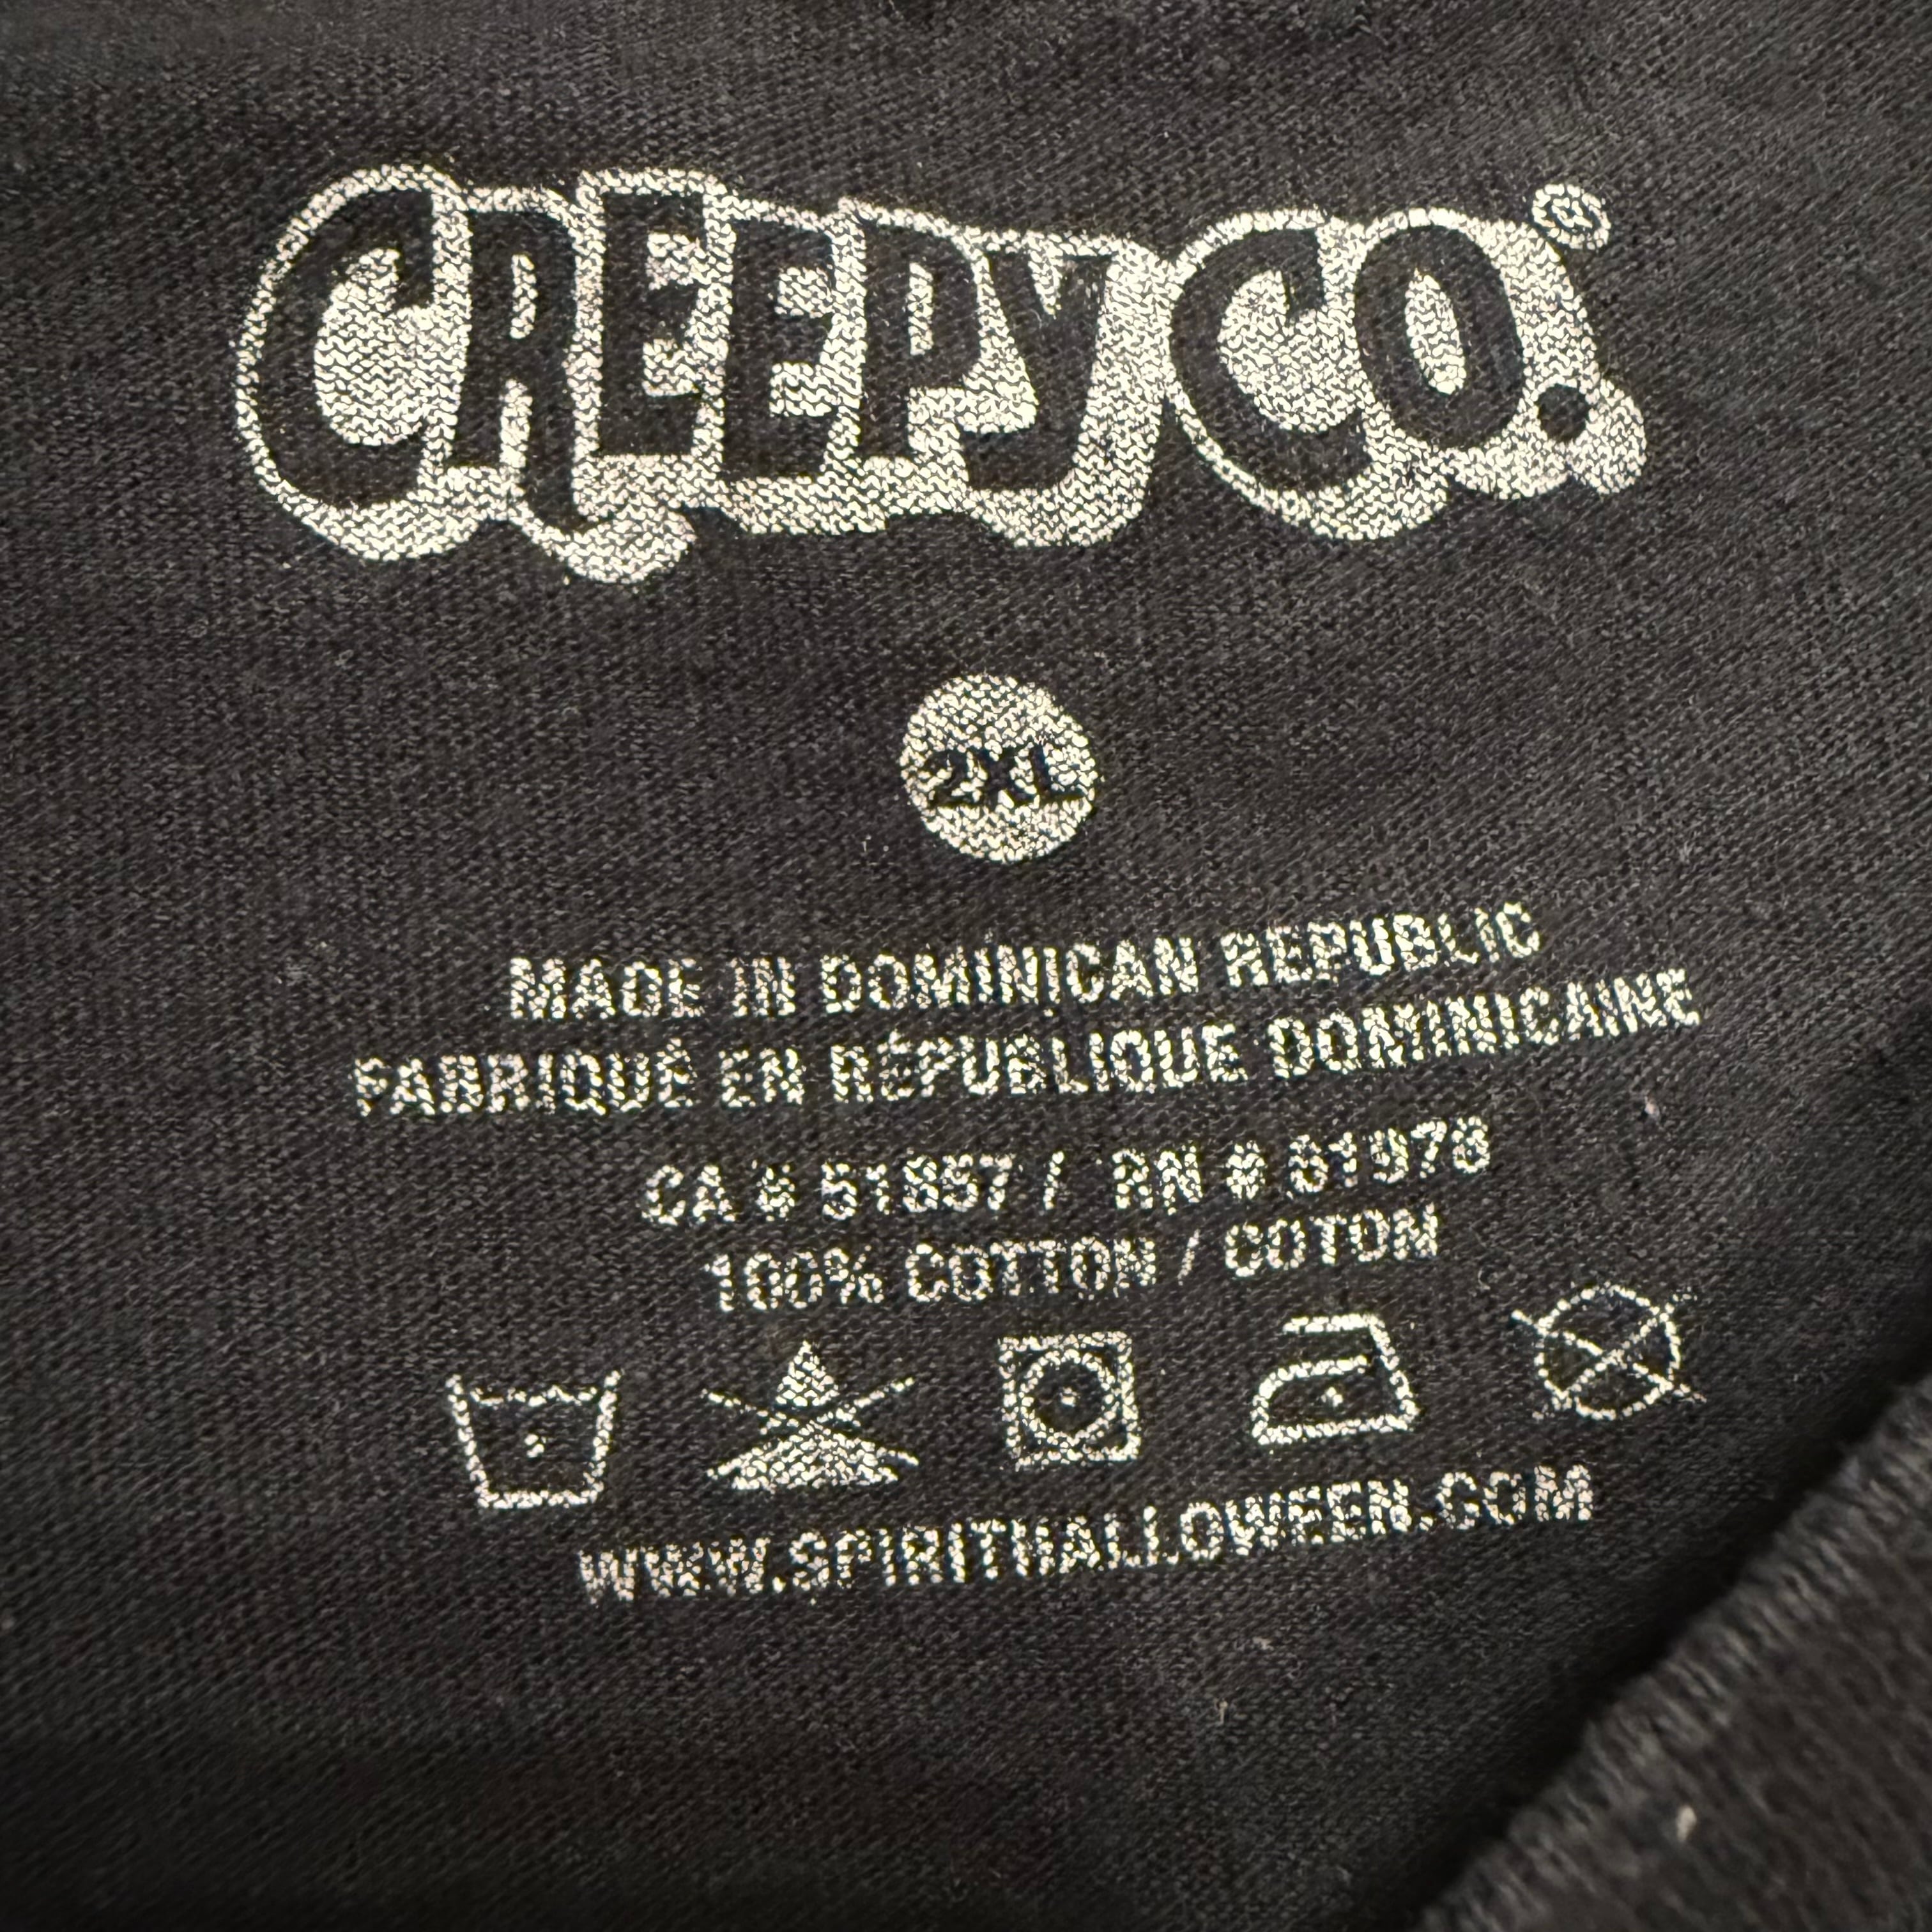 CREEPY CO.®
2XL
MADE IN DOMINICAN REPUBLIC
FABRIQUÉ EN RÉPUBLIQUE DOMINICAINE
CA # 51857 / RN # 61978
100% COTTON / COTON
WWW.SPIRITHALLOWEEN.COM